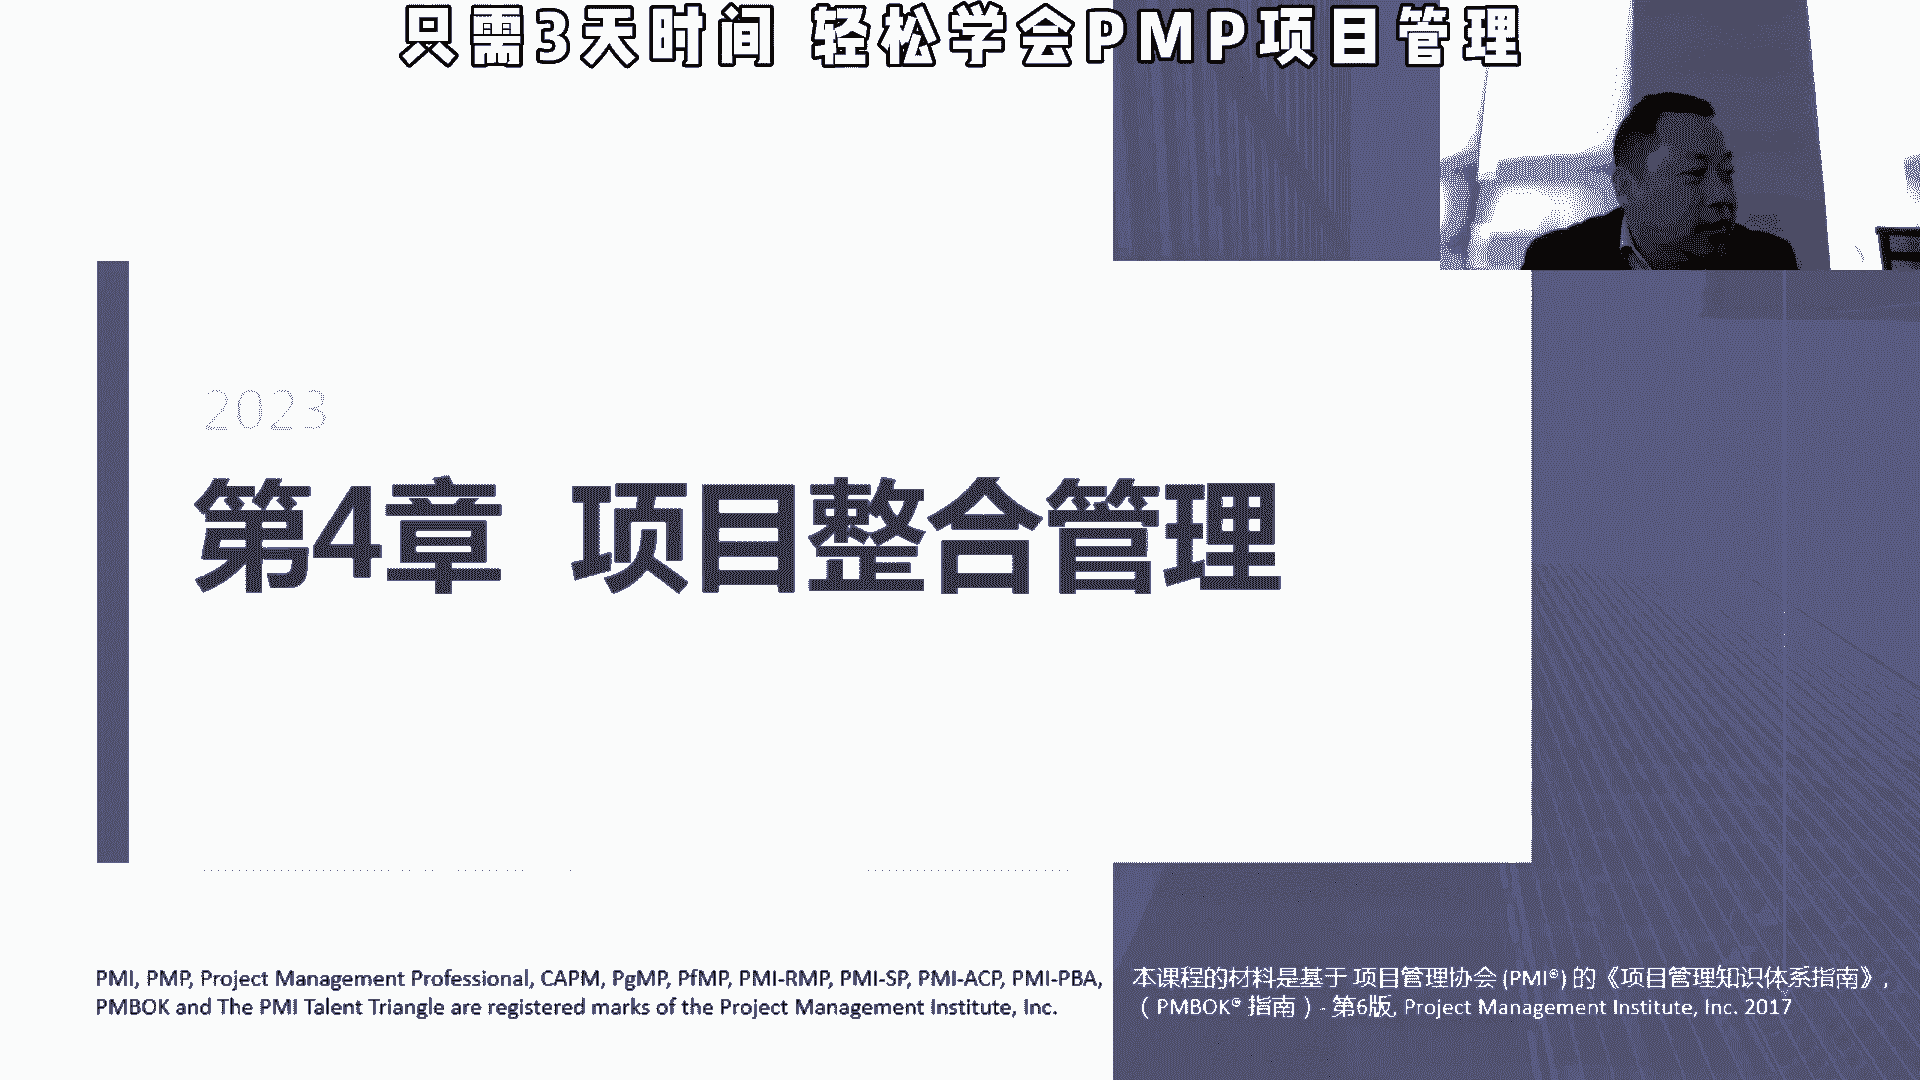 只需3天时间 轻松学会PMP项目管理
2023
第4章 项目整合管理
PMI, PMP, Project Management Professional, CAPM, PgMP, PfMP, PMI-RMP, PMI-SP, PMI-ACP, PMI-PBA,
PMBOK and The PMI Talent Triangle are registered marks of the Project Management Institute, Inc.
本课程的材料是基于 项目管理协会 (PMI®) 的《项目管理知识体系指南》,
（PMBOK® 指南）- 第6版, Project Management Institute, Inc. 2017